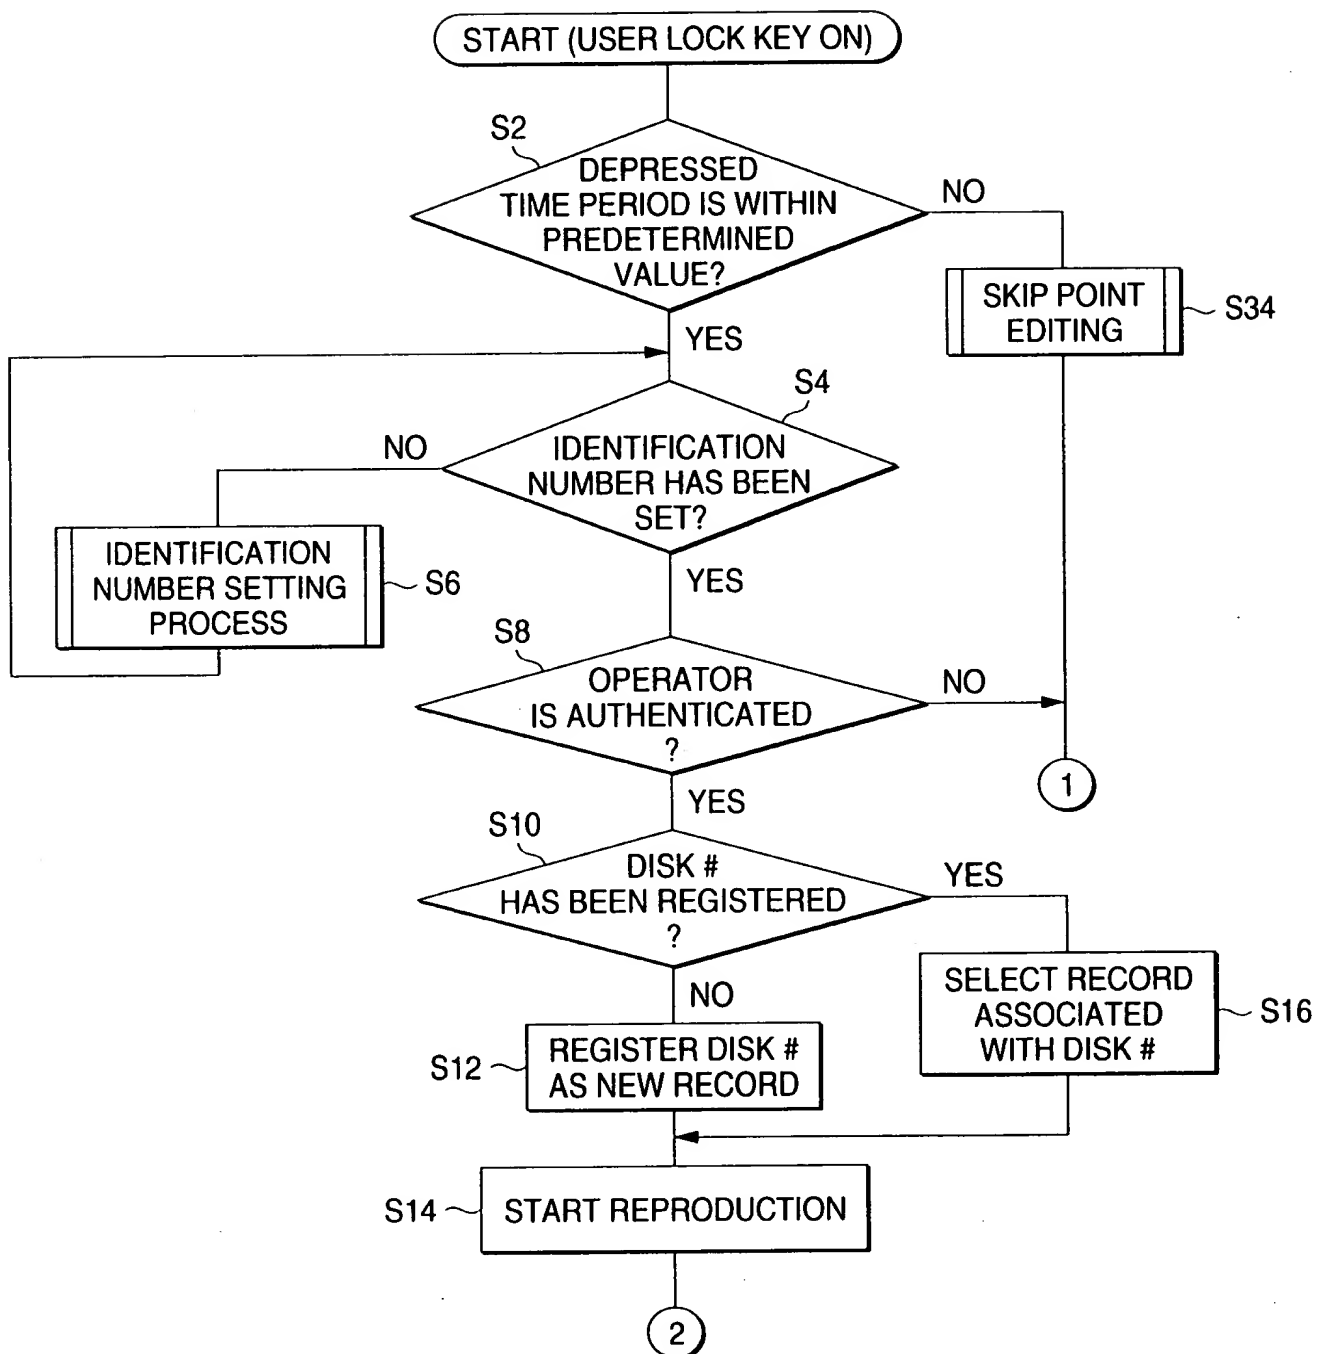 START (USER LOCK KEY ON)
S2
DEPRESSED
TIME PERIOD IS WITHIN
PREDETERMINED
VALUE?
NO
SKIP POINT
EDITING
S34
YES
S4
IDENTIFICATION
NUMBER HAS BEEN
SET?
NO
IDENTIFICATION
NUMBER SETTING
PROCESS
S6
YES
S8
OPERATOR
IS AUTHENTICATED
?
NO
1
YES
S10
DISK #
HAS BEEN REGISTERED
?
YES
SELECT RECORD
ASSOCIATED
WITH DISK #
S16
NO
S12
REGISTER DISK #
AS NEW RECORD
S14
START REPRODUCTION
2